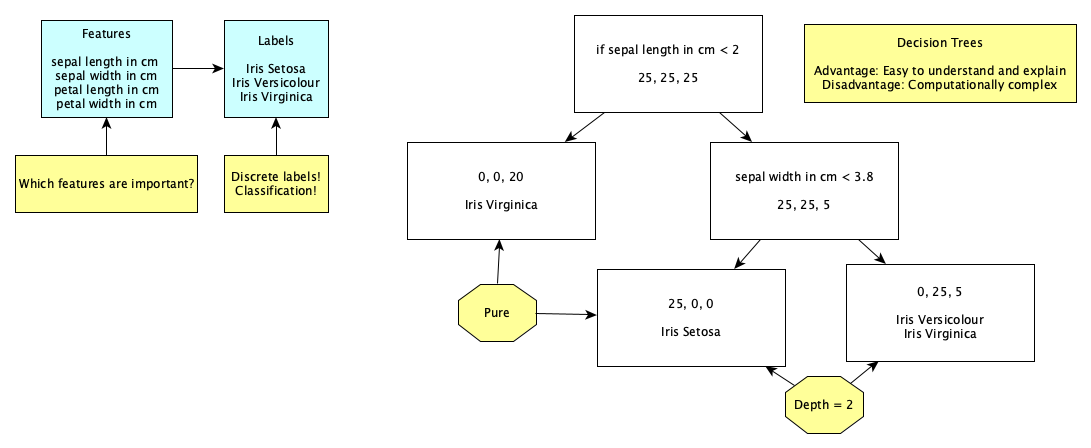 Features
sepal length in cm
sepal width in cm
petal length in cm
petal width in cm
Labels
Iris Setosa
Iris Versicolour
Iris Virginica
Which features are important?
Discrete labels!
Classification!
if sepal length in cm < 2
25, 25, 25
Decision Trees
Advantage: Easy to understand and explain
Disadvantage: Computationally complex
0, 0, 20
Iris Virginica
sepal width in cm < 3.8
25, 25, 5
Pure
25, 0, 0
Iris Setosa
0, 25, 5
Iris Versicolour
Iris Virginica
Depth = 2